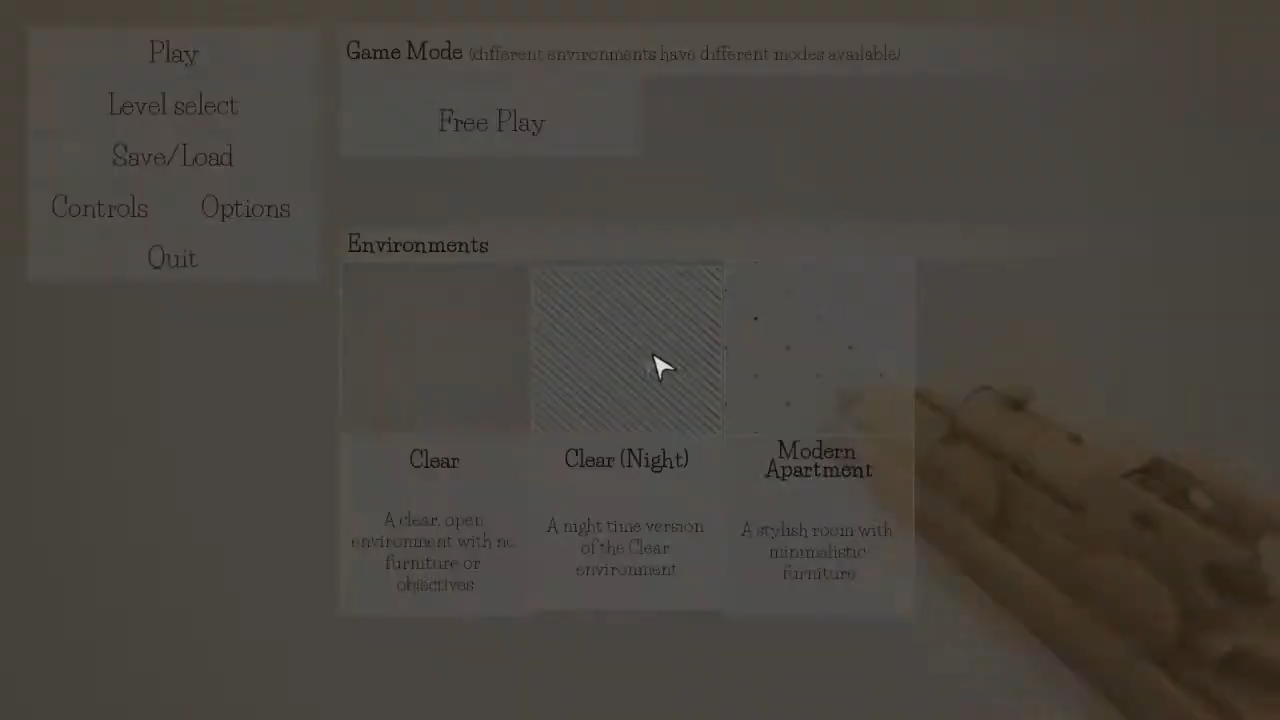 Play
Level select
Save/Load
Controls Options
Quit
Game Mode (different environments have different modes available)
Free Play
Environments
Clear
A clear, open
environment with no
furniture or
objectives
Clear (Night)
A night time version
of the Clear
environment
Modern
Apartment
A stylish room with
minimalistic
furniture